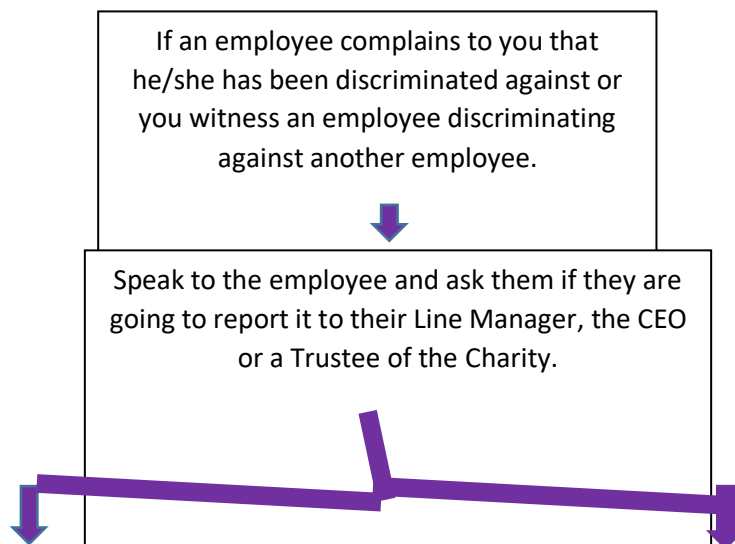 If an employee complains to you that
he/she has been discriminated against or
you witness an employee discriminating
against another employee.
Speak to the employee and ask them if they are
going to report it to their Line Manager, the CEO
or a Trustee of the Charity.